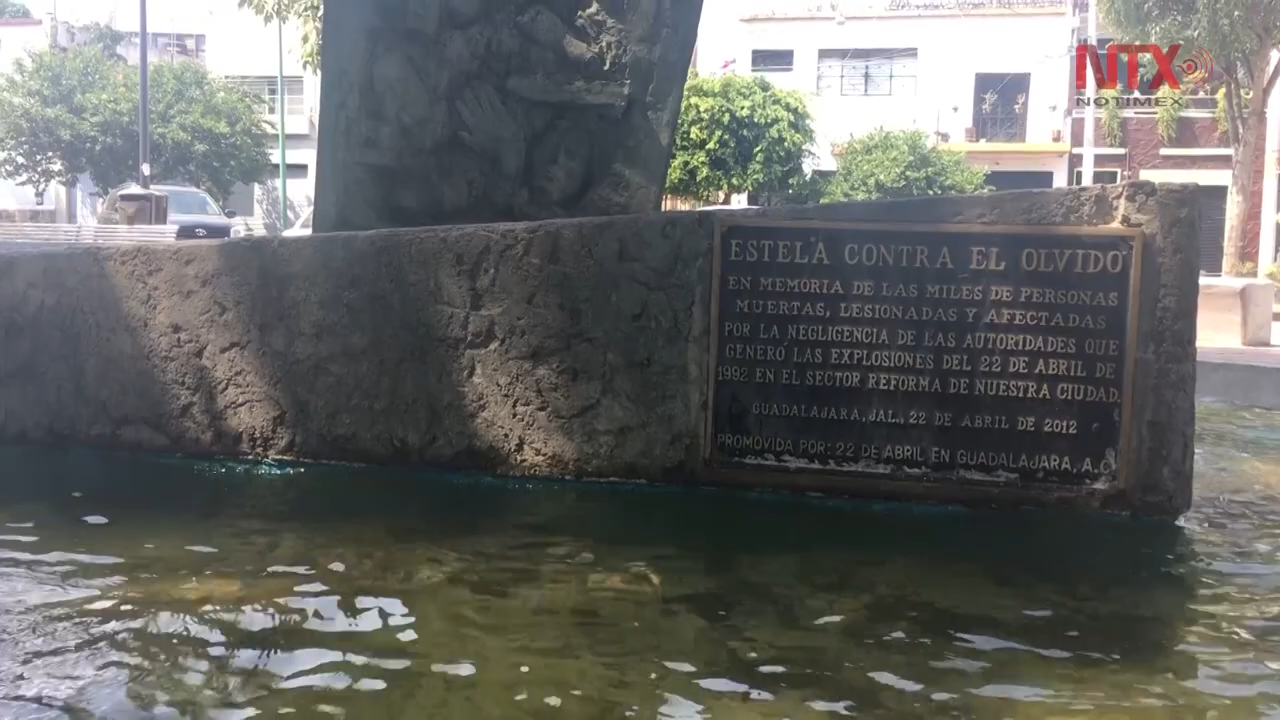 NTX
NOTIMEX
ESTELA CONTRA EL OLVIDO
EN MEMORIA DE LAS MILES DE PERSONAS
MUERTAS, LESIONADAS Y AFECTADAS
POR LA NEGLIGENCIA DE LAS AUTORIDADES QUE
GENERÓ LAS EXPLOSIONES DEL 22 DE ABRIL DE
1992 EN EL SECTOR REFORMA DE NUESTRA CIUDAD.
GUADALAJARA, JAL., 22 DE ABRIL DE 2012
PROMOVIDA POR: 22 DE ABRIL EN GUADALAJARA, A.C.